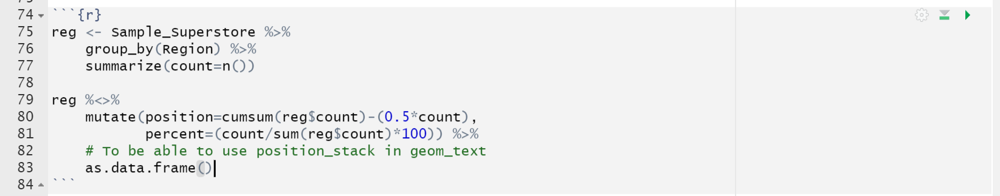 74 ```{r}
75 reg <- Sample_Superstore %>%
76     group_by(Region) %>%
77     summarize(count=n())
78
79 reg %<>%
80     mutate(position=cumsum(reg$count)-(0.5*count),
81            percent=(count/sum(reg$count)*100)) %>%
82     # To be able to use position_stack in geom_text
83     as.data.frame()
84 ```